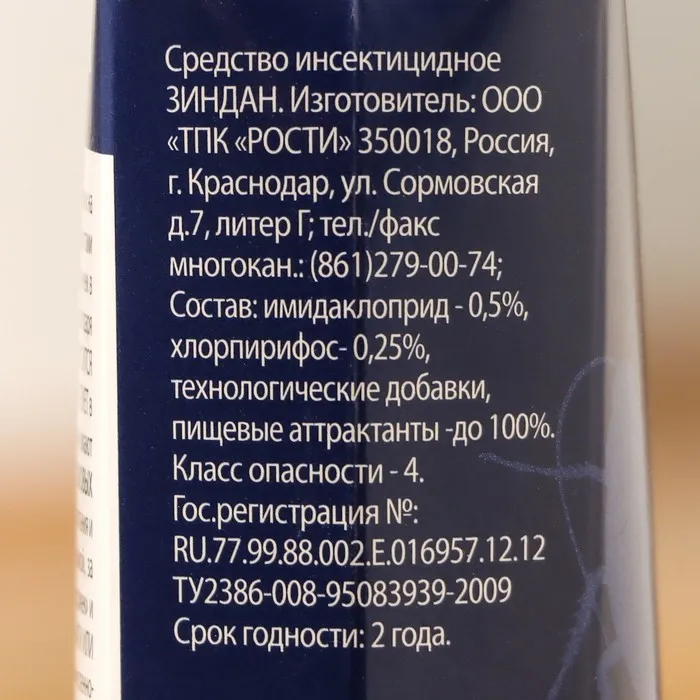 Средство инсектицидное
ЗИНДАН. Изготовитель: ООО
«ТПК «РОСТИ» 350018, Россия,
г. Краснодар, ул. Сормовская
д.7, литер Г; тел./факс
многокан.: (861)279-00-74;
Состав: имидаклоприд - 0,5%,
хлорпирифос- 0,25%,
технологические добавки,
пищевые аттрактанты -до 100%.
Класс опасности - 4.
Гос.регистрация №:
RU.77.99.88.002.Е.016957.12.12
ТУ2386-008-95083939-2009
Срок годности: 2 года.